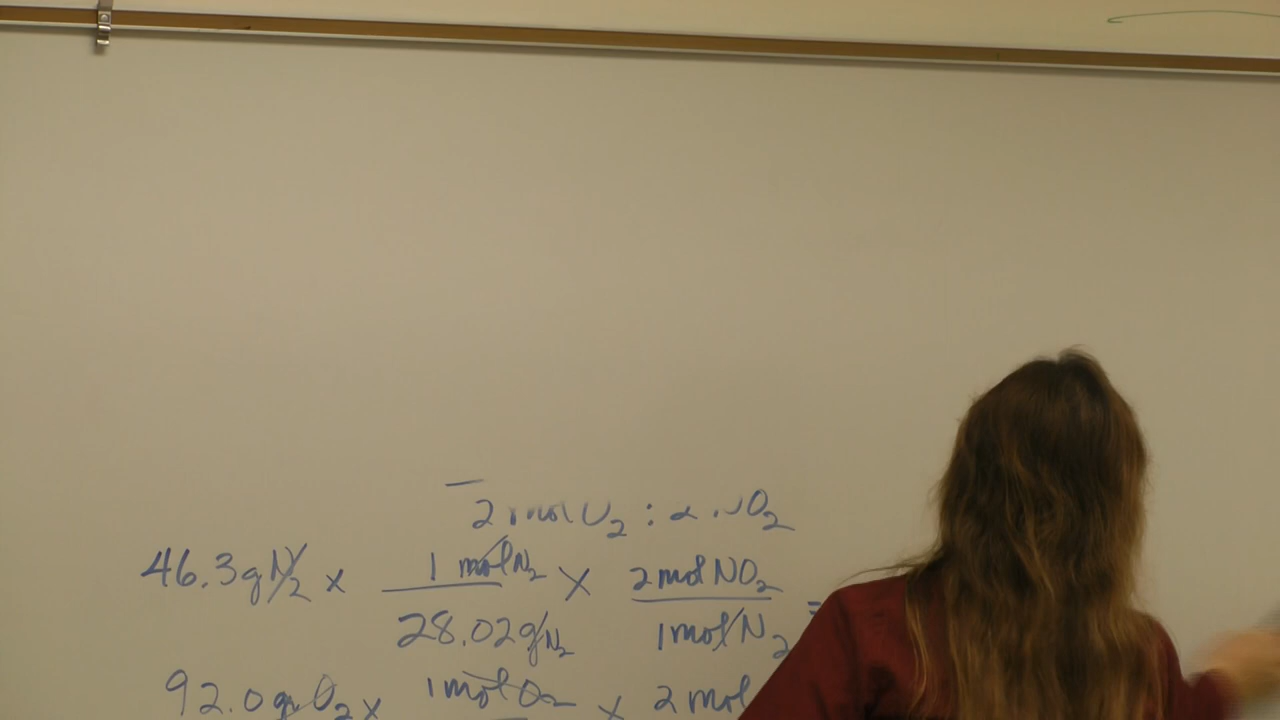 2 mol O₂ : 2 NO₂
46.3g N₂ x 1 mol N₂ / 28.02g N₂ x 2 mol NO₂ / 1 mol N₂ =
92.0g O₂ x 1 mol O₂ x 2 mol